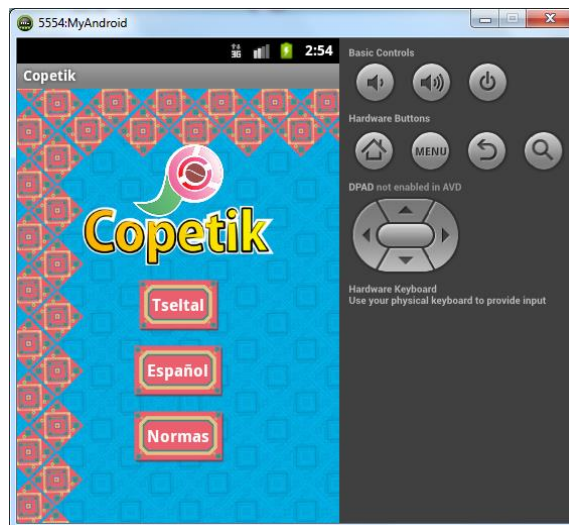 5554:MyAndroid
3G 2:54
Copetik
Copetik
Tseltal
Español
Normas
Basic Controls
Hardware Buttons
MENU
DPAD not enabled in AVD
Hardware Keyboard
Use your physical keyboard to provide input